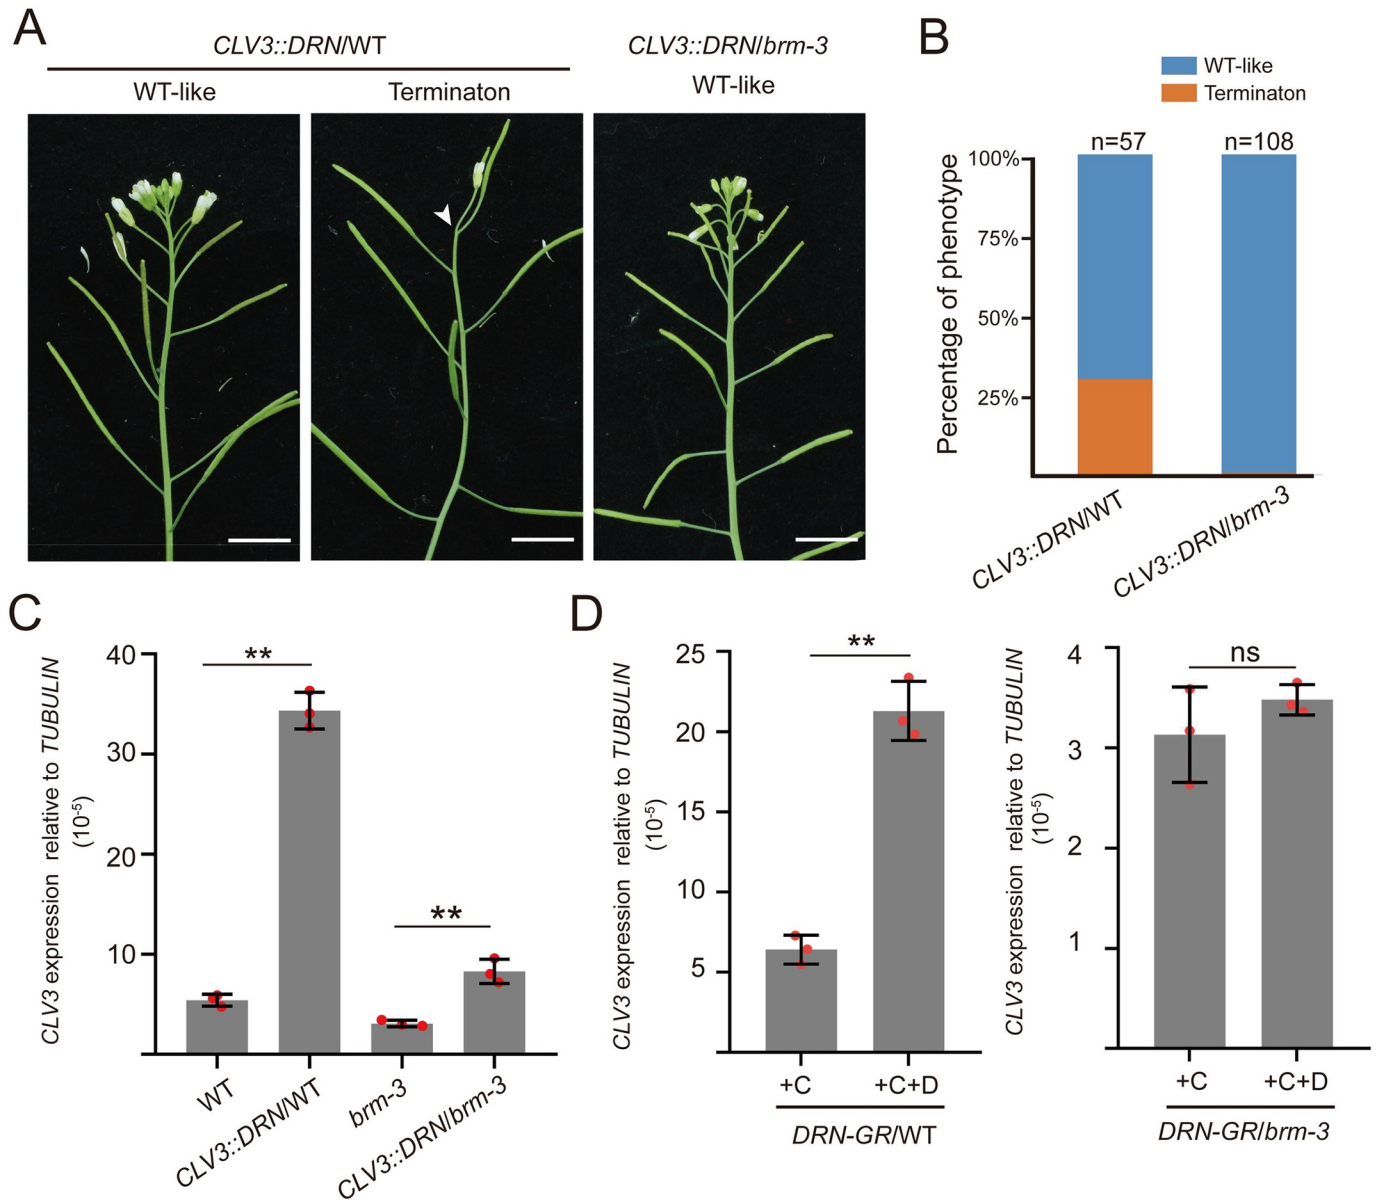 A
CLV3::DRN/WT
CLV3::DRN/brm-3
WT-like
Terminaton
WT-like
B
WT-like
Terminaton
n=57
n=108
Percentage of phenotype
100%
75%
50%
25%
CLV3::DRN/WT
CLV3::DRN/brm-3
C
CLV3 expression relative to TUBULIN
(10⁻⁵)
40
30
20
10
**
**
WT
CLV3::DRN/WT
brm-3
CLV3::DRN/brm-3
D
CLV3 expression relative to TUBULIN
(10⁻⁵)
25
20
15
10
5
**
+C
+C+D
DRN-GR/WT
CLV3 expression relative to TUBULIN
(10⁻⁵)
4
3
2
1
ns
+C
+C+D
DRN-GR/brm-3